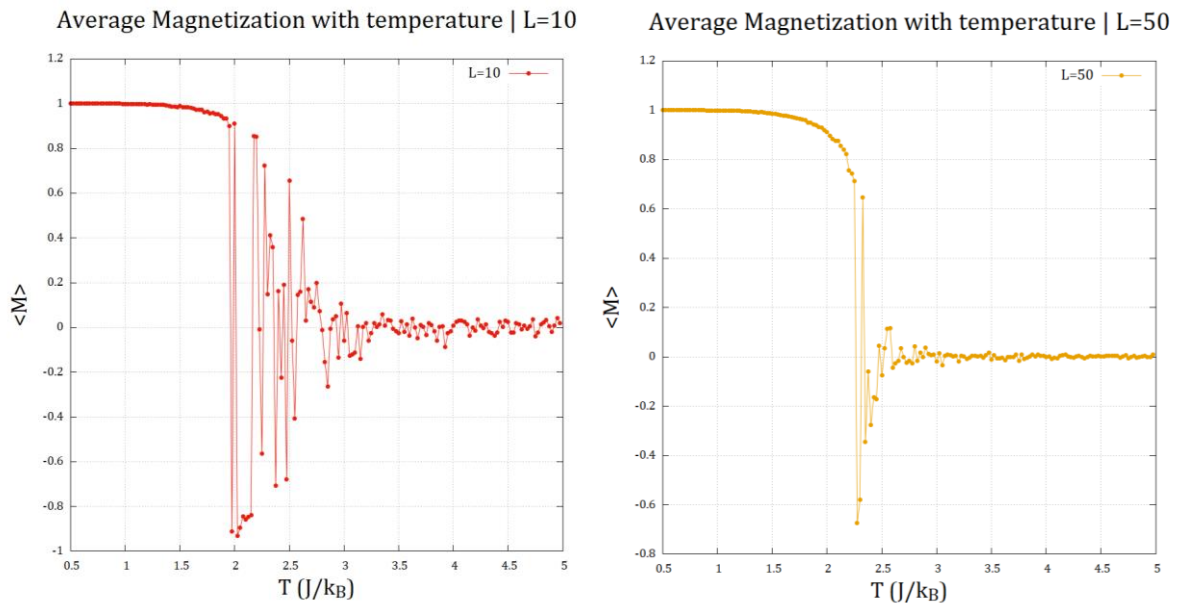 Average Magnetization with temperature | L=10
1.2
1
0.8
0.6
0.4
0.2
0
-0.2
-0.4
-0.6
-0.8
-1
<M>
L=10
0.5 1 1.5 2 2.5 3 3.5 4 4.5 5
T (J/kB)
Average Magnetization with temperature | L=50
1.2
1
0.8
0.6
0.4
0.2
0
-0.2
-0.4
-0.6
-0.8
<M>
L=50
0.5 1 1.5 2 2.5 3 3.5 4 4.5 5
T (J/kB)